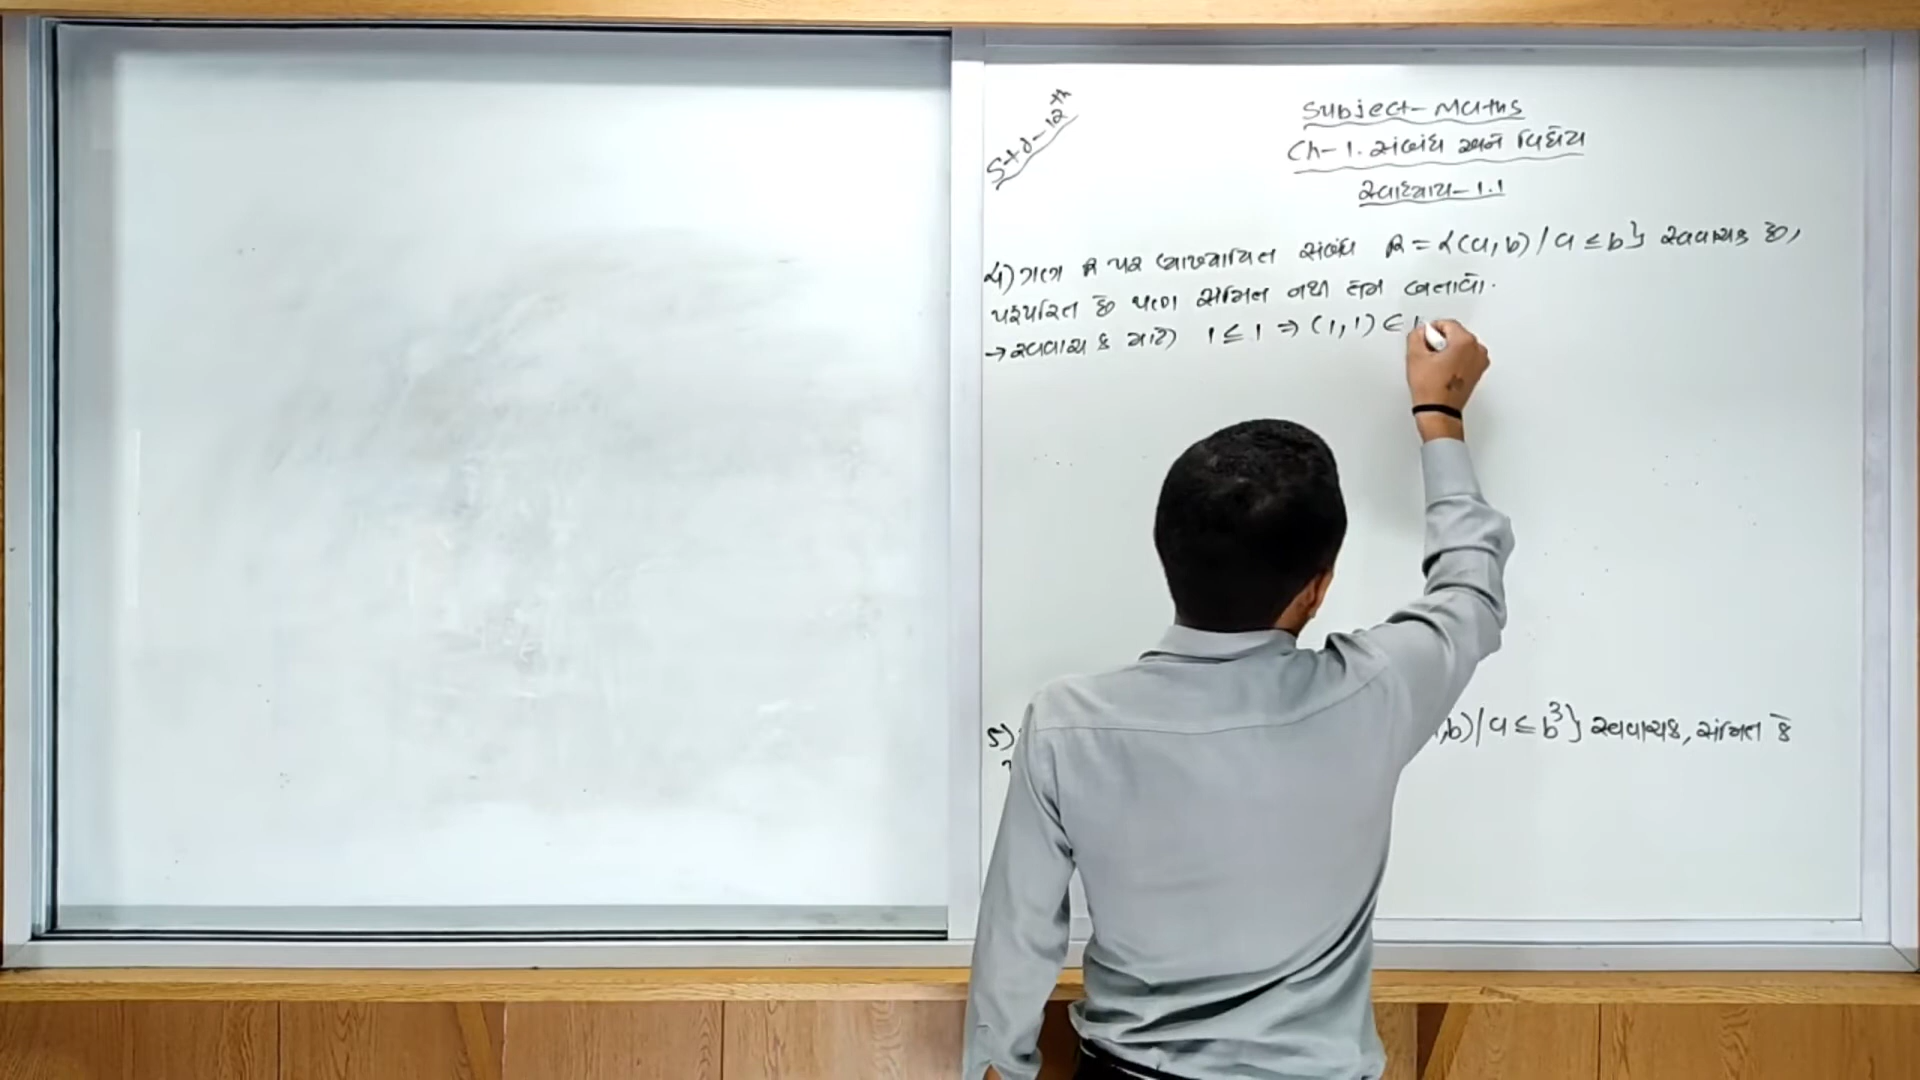 Std-12th
Subject- Maths
Ch-1. સંબંધ અને વિધેય
સ્વાધ્યાય-1.1
4) ગણ R પર વ્યાખ્યાયિત સંબંધ R = {(a,b) / a ≤ b} સ્વવાચક છે,
પરંપરિત છે પણ સંમિત નથી તેમ બતાવો.
→ સ્વવાચક માટે) 1 ≤ 1 ⇒ (1,1) ∈
5)
,b) / a ≤ b³} સ્વવાચક, સંમિત કે